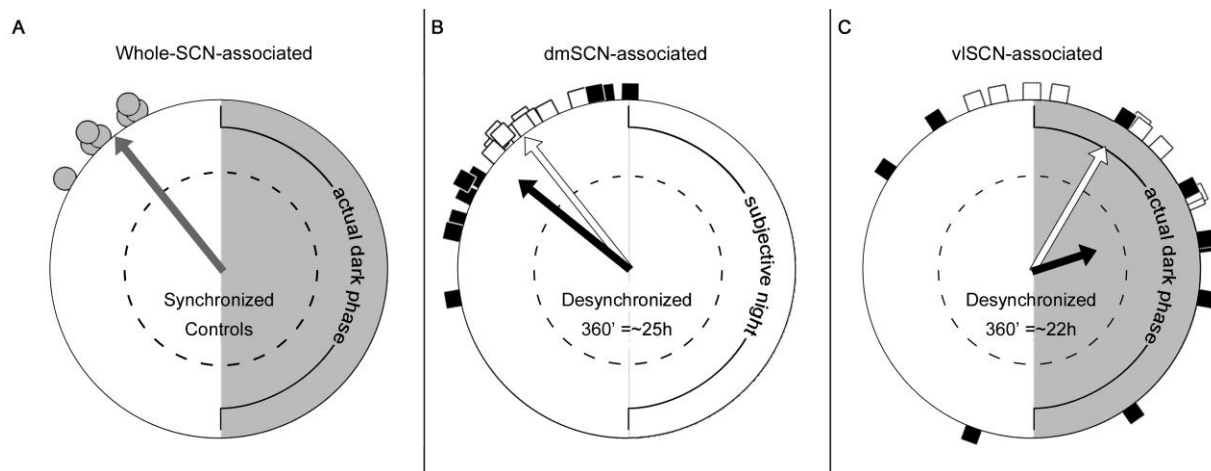 A
Whole-SCN-associated
actual dark phase
Synchronized
Controls
B
dmSCN-associated
subjective night
Desynchronized
360' =~25h
C
vlSCN-associated
actual dark phase
Desynchronized
360' =~22h